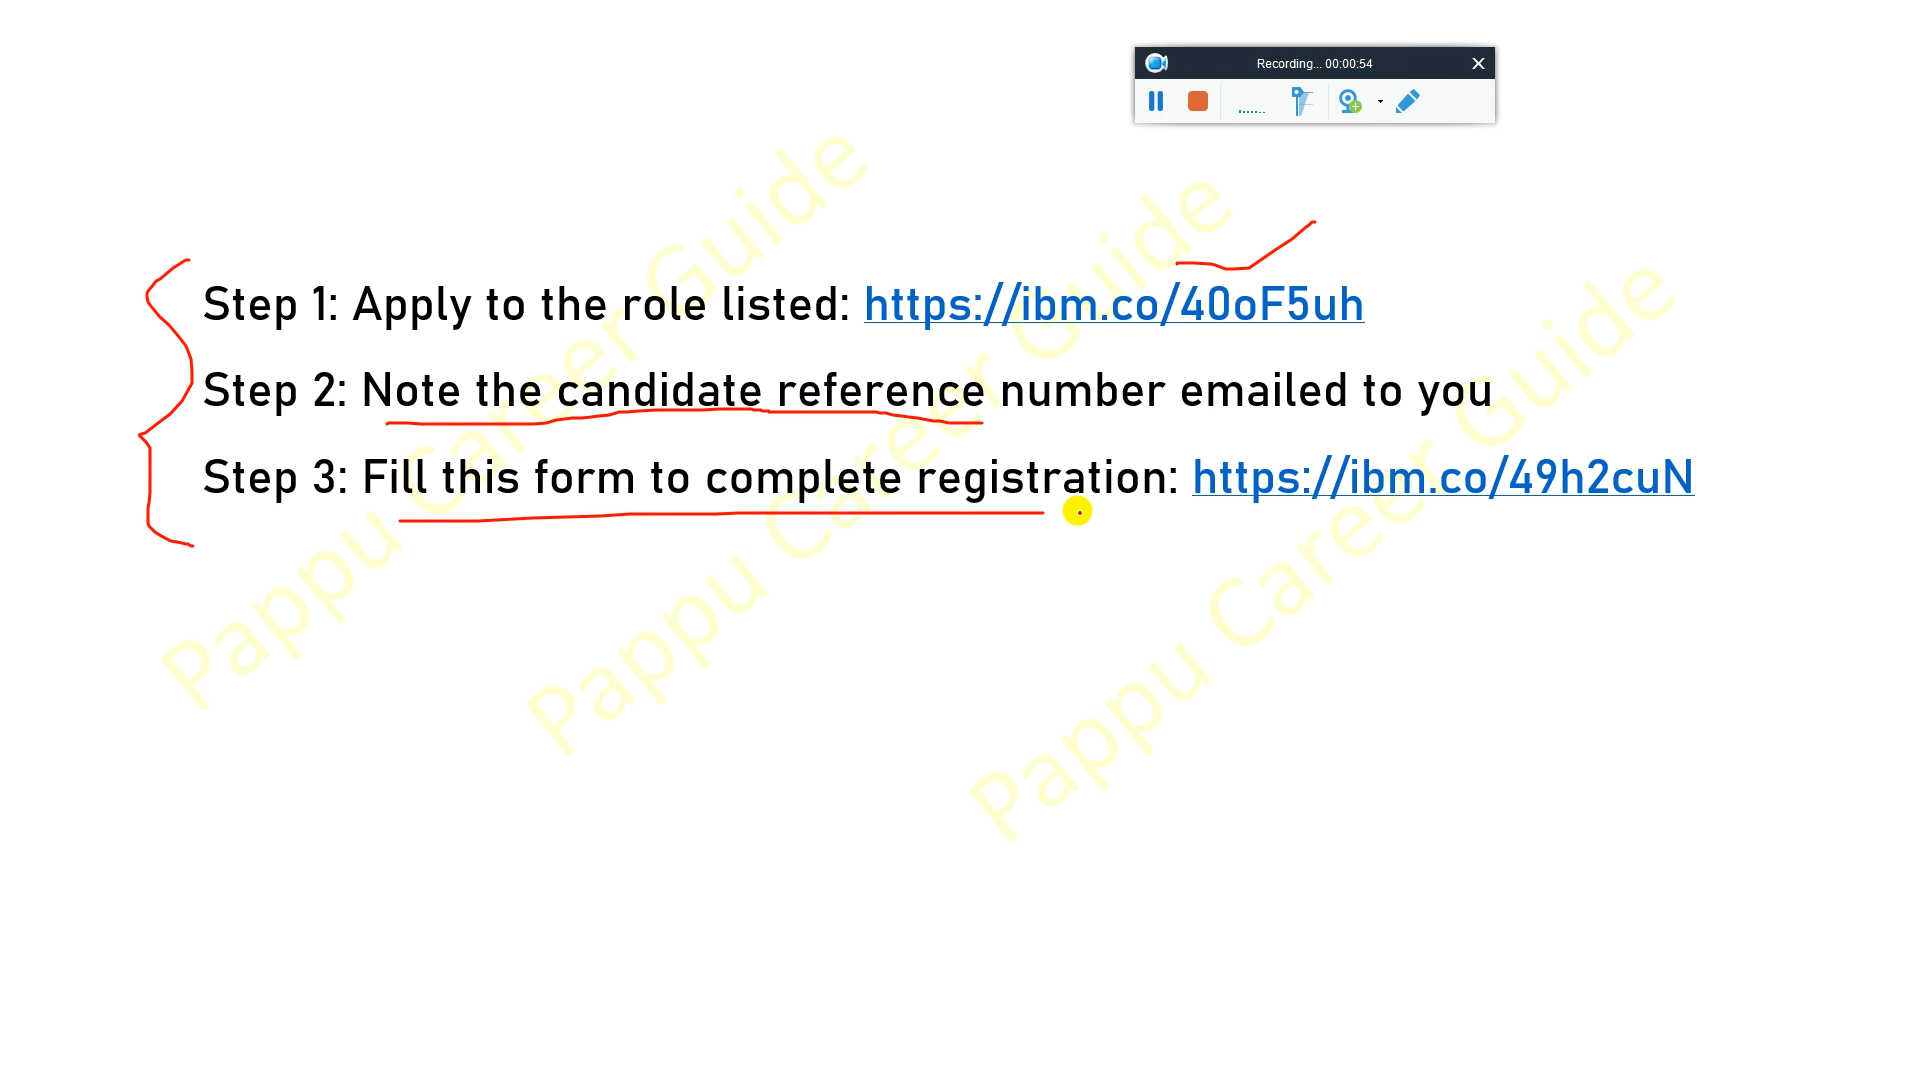 Recording... 00:00:54
Step 1: Apply to the role listed: https://ibm.co/40oF5uh
Step 2: Note the candidate reference number emailed to you
Step 3: Fill this form to complete registration: https://ibm.co/49h2cuN
Pappu Career Guide
Pappu Career Guide
Pappu Career Guide